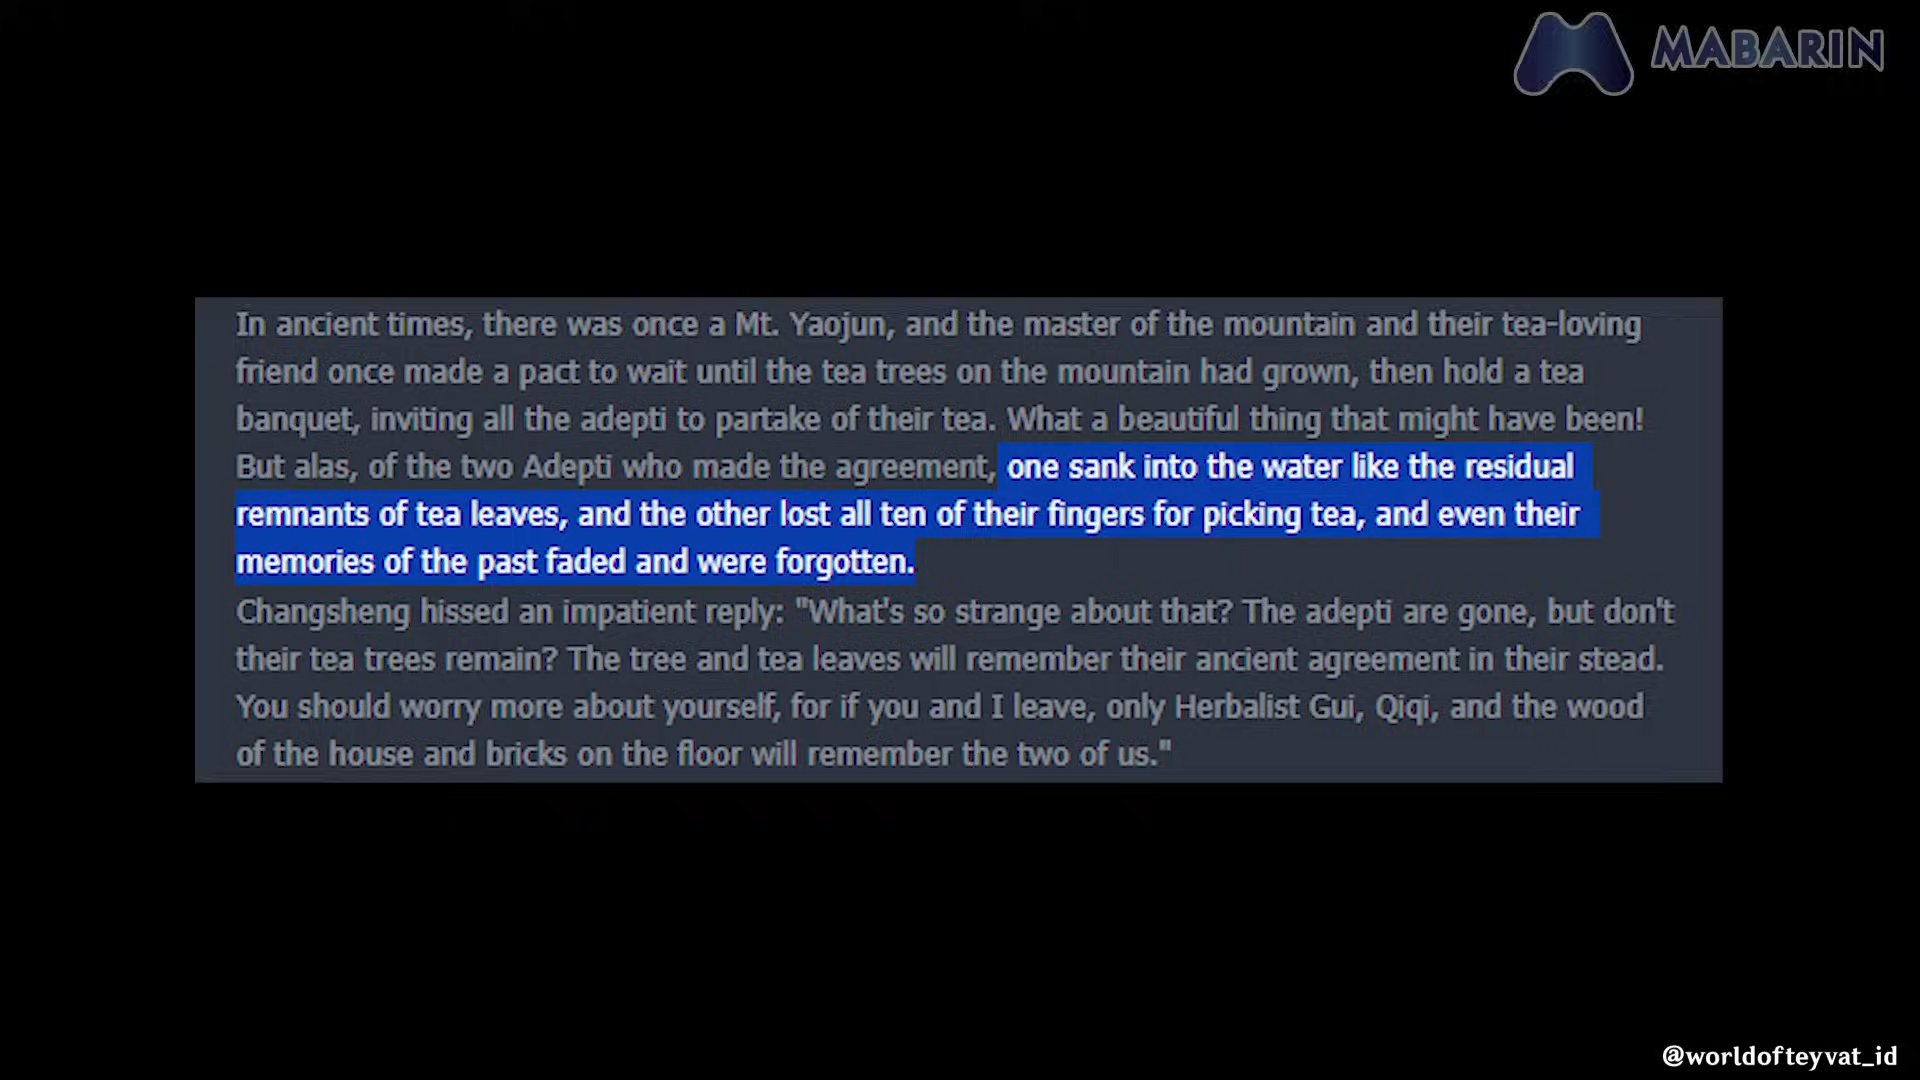 MABARIN
In ancient times, there was once a Mt. Yaojun, and the master of the mountain and their tea-loving
friend once made a pact to wait until the tea trees on the mountain had grown, then hold a tea
banquet, inviting all the adepti to partake of their tea. What a beautiful thing that might have been!
But alas, of the two Adepti who made the agreement, one sank into the water like the residual
remnants of tea leaves, and the other lost all ten of their fingers for picking tea, and even their
memories of the past faded and were forgotten.
Changsheng hissed an impatient reply: "What's so strange about that? The adepti are gone, but don't
their tea trees remain? The tree and tea leaves will remember their ancient agreement in their stead.
You should worry more about yourself, for if you and I leave, only Herbalist Gui, Qiqi, and the wood
of the house and bricks on the floor will remember the two of us."
@worldofteyvat_id